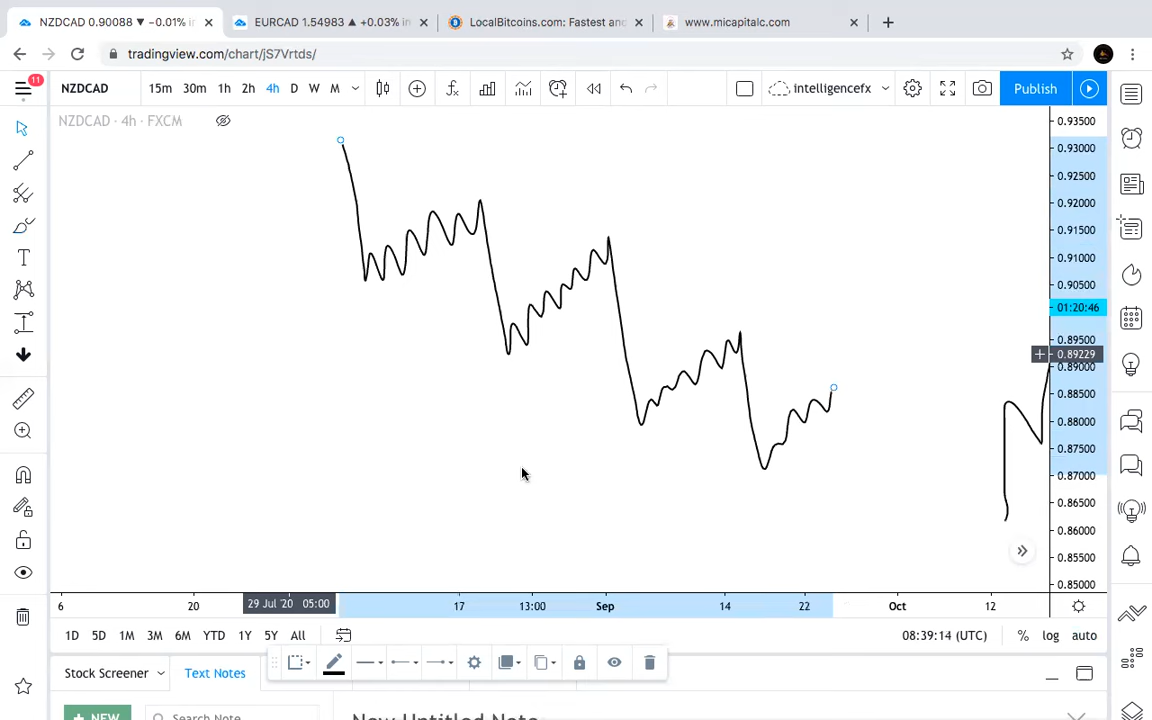 NZDCAD 0.90088 ▼ −0.01% in
EURCAD 1.54983 ▲ +0.03% in
LocalBitcoins.com: Fastest and
www.micapitalc.com
tradingview.com/chart/jS7Vrtds/
11
NZDCAD 15m 30m 1h 2h 4h D W M
intelligencefx
Publish
NZDCAD · 4h · FXCM
0.93500
0.93000
0.92500
0.92000
0.91500
0.91000
0.90500
01:20:46
0.89500
0.89229
0.89000
0.88500
0.88000
0.87500
0.87000
0.86500
0.86000
0.85500
0.85000
6 20 29 Jul '20 05:00 17 13:00 Sep 14 22 Oct 12
1D 5D 1M 3M 6M YTD 1Y 5Y All
08:39:14 (UTC) % log auto
Stock Screener Text Notes
+ NEW
Search Note
New Untitled Note